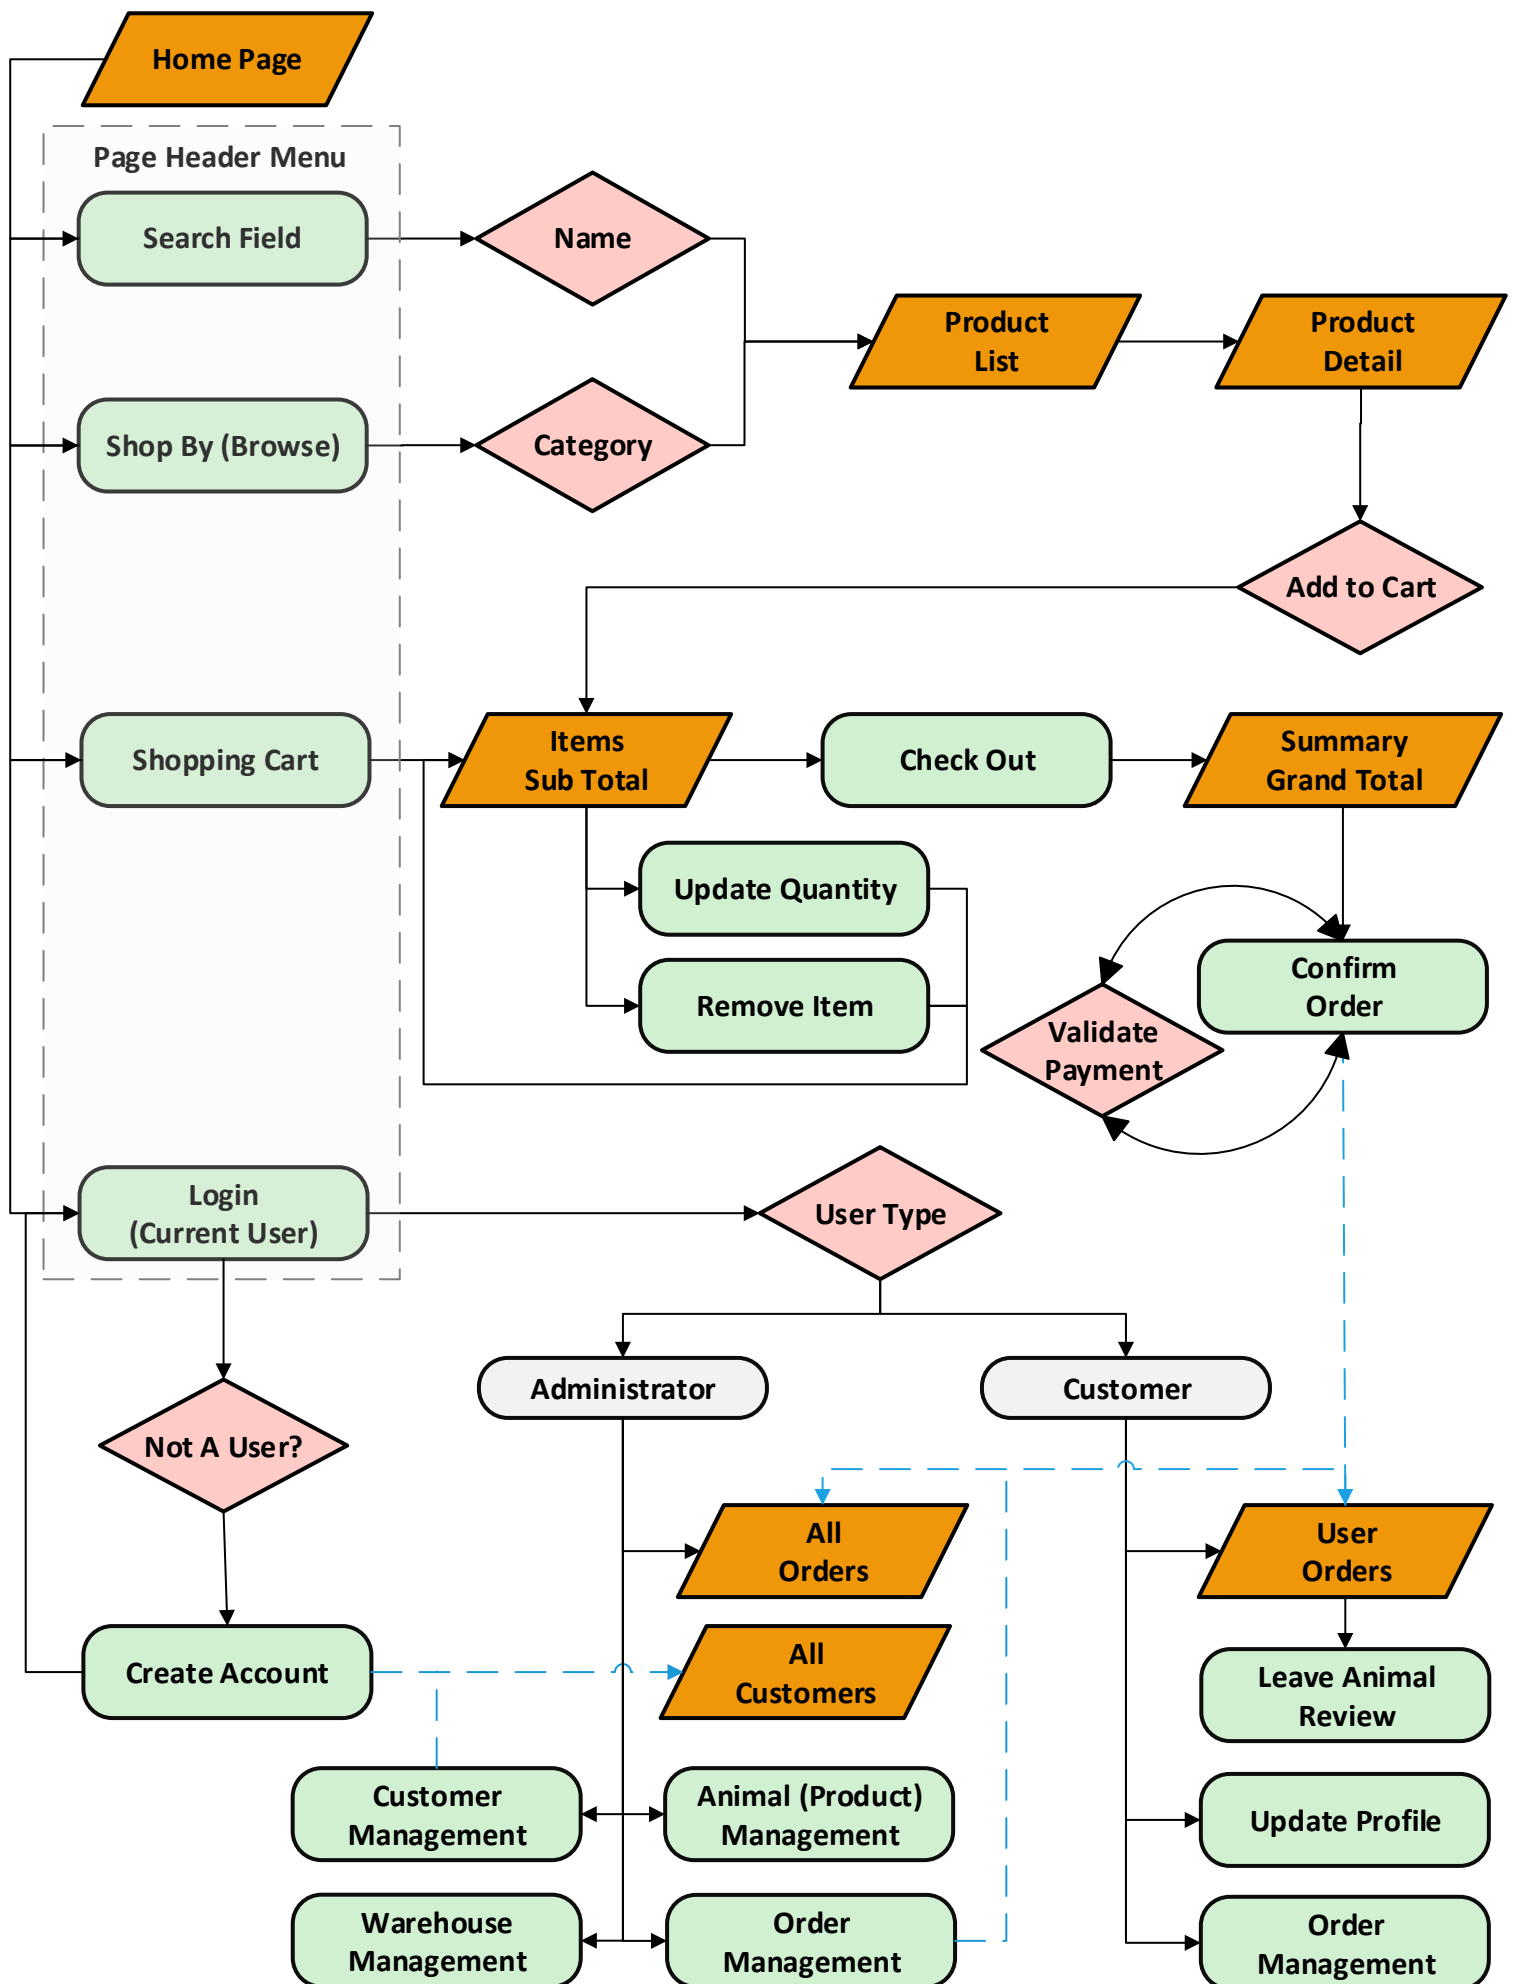 Home Page
Page Header Menu
Search Field
Name
Product
List
Product
Detail
Shop By (Browse)
Category
Add to Cart
Shopping Cart
Items
Sub Total
Check Out
Summary
Grand Total
Update Quantity
Remove Item
Confirm
Order
Validate
Payment
Login
(Current User)
User Type
Administrator
Customer
Not A User?
All
Orders
User
Orders
Create Account
All
Customers
Leave Animal
Review
Customer
Management
Animal (Product)
Management
Update Profile
Warehouse
Management
Order
Management
Order
Management